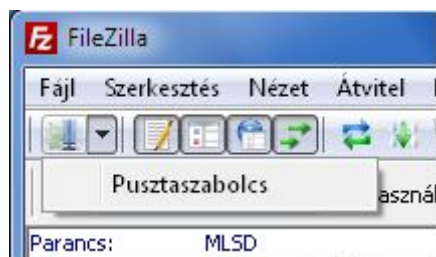 FileZilla
Fájl Szerkesztés Nézet Átvitel
Pusztaszabolcs
Parancs: MLSD